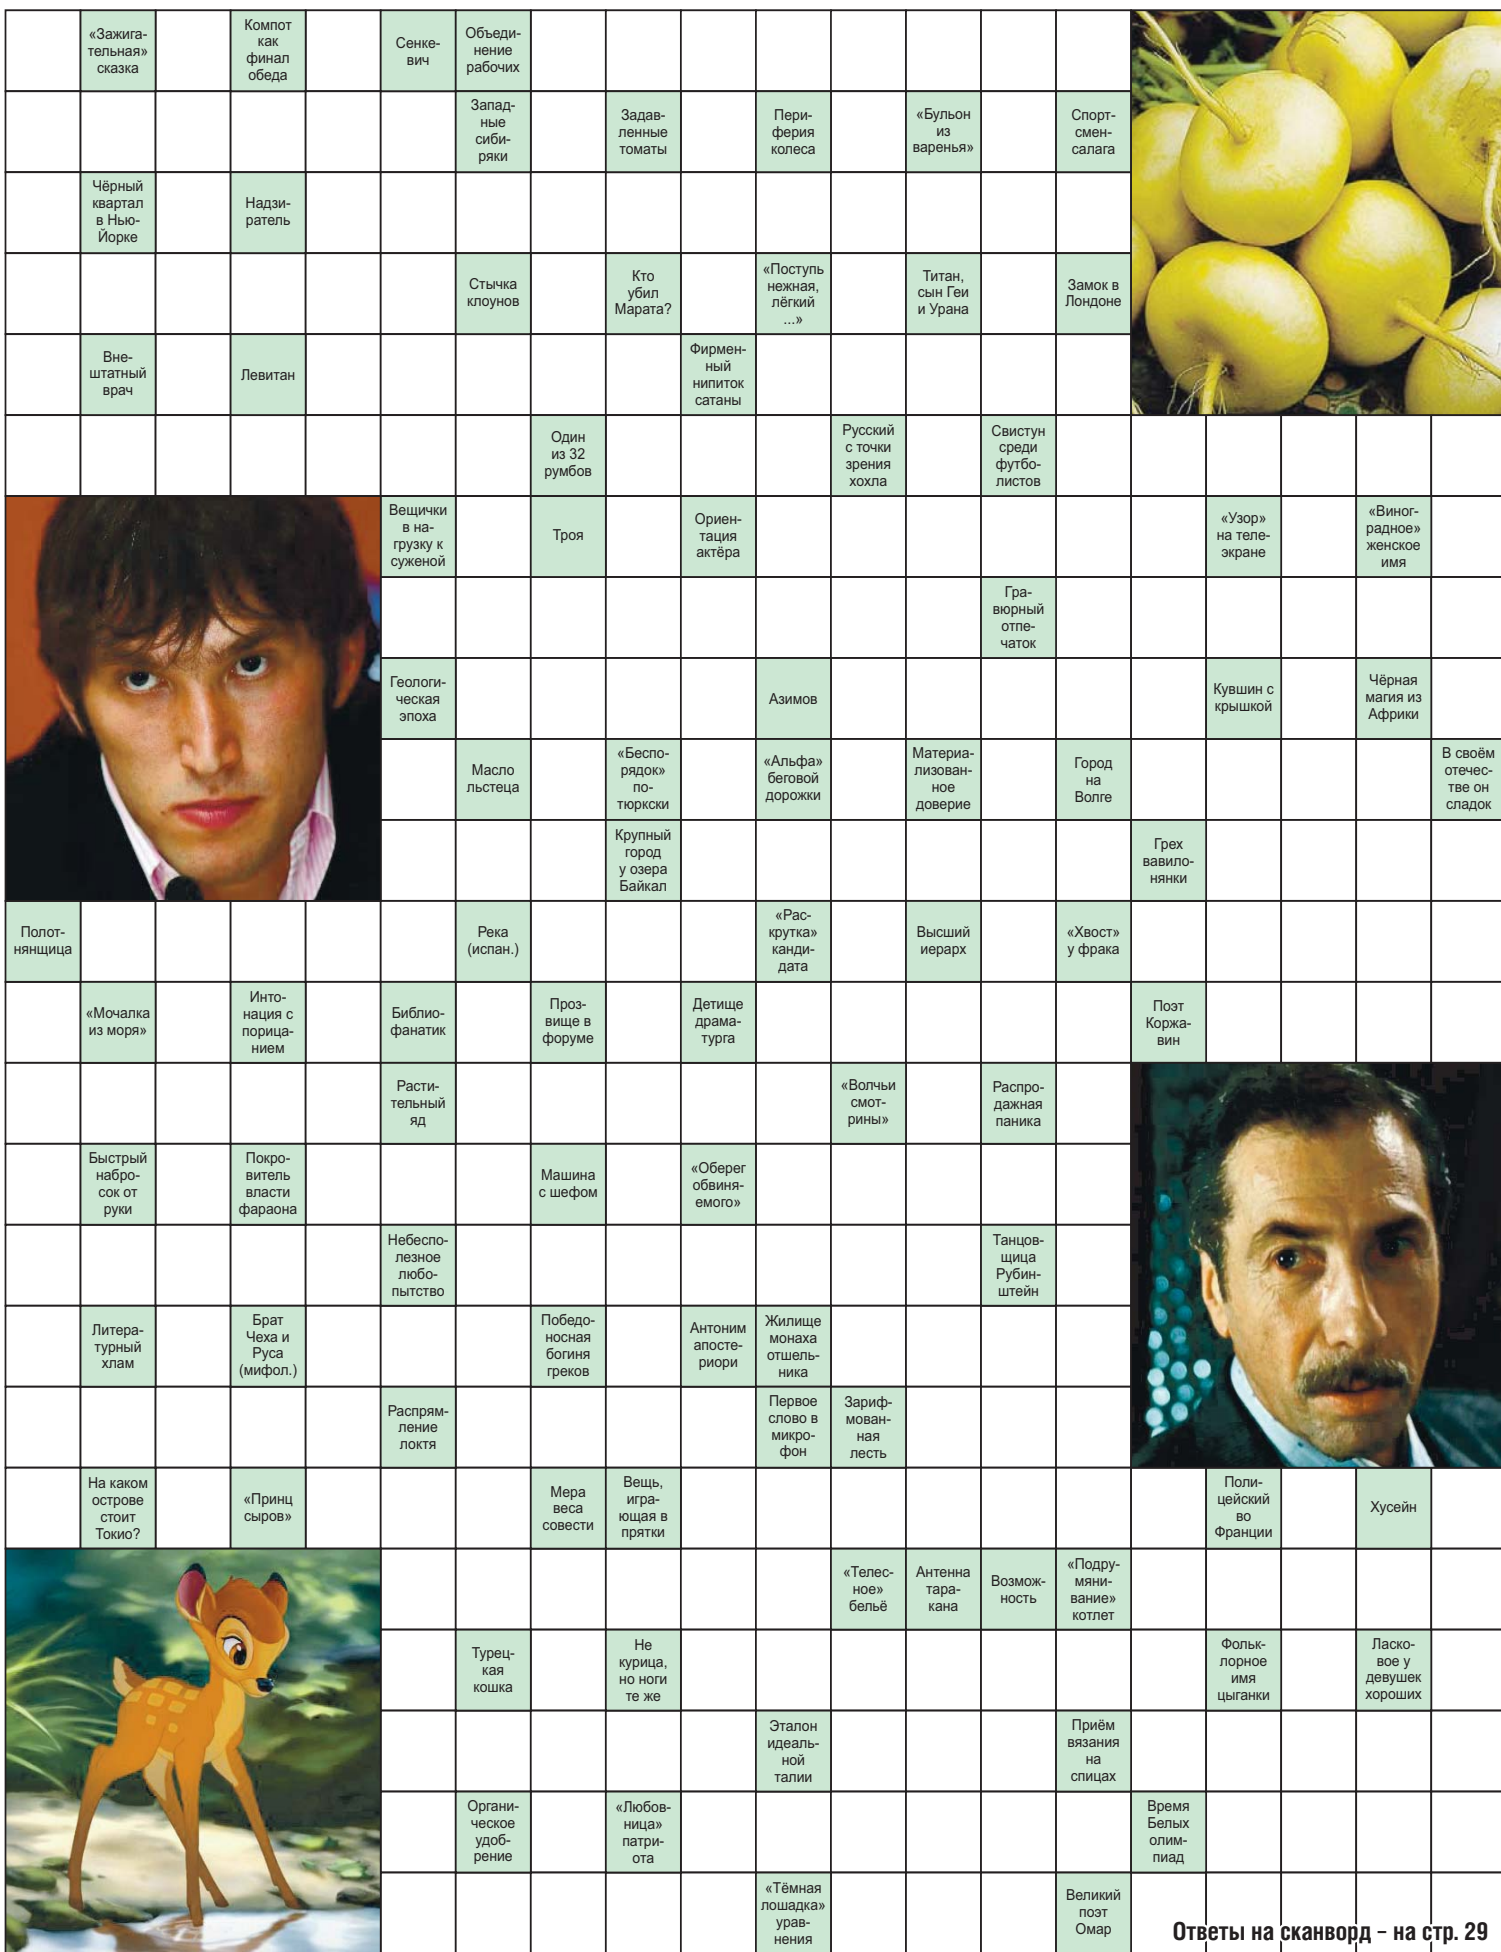 «Зажига-
тельная»
сказка
Компот
как
финал
обеда
Сенке-
вич
Объеди-
нение
рабочих
Запад-
ные
сиби-
ряки
Задав-
ленные
томаты
Пери-
ферия
колеса
«Бульон
из
варенья»
Спорт-
смен-
салага
Чёрный
квартал
в Нью-
Йорке
Надзи-
ратель
Стычка
клоунов
Кто
убил
Марата?
«Поступь
нежная,
лёгкий
...»
Титан,
сын Геи
и Урана
Замок в
Лондоне
Вне-
штатный
врач
Левитан
Фирмен-
ный
нипиток
сатаны
Один
из 32
румбов
Русский
с точки
зрения
хохла
Свистун
среди
футбо-
листов
Вещички
в на-
грузку к
суженой
Троя
Ориен-
тация
актёра
«Узор»
на теле-
экране
«Виног-
радное»
женское
имя
Гра-
вюрный
отпе-
чаток
Геологи-
ческая
эпоха
Азимов
Кувшин с
крышкой
Чёрная
магия из
Африки
Масло
льстеца
«Беспо-
рядок»
по-
тюркски
«Альфа»
беговой
дорожки
Материа-
лизован-
ное
доверие
Город
на
Волге
В своём
отечес-
тве он
сладок
Крупный
город
у озера
Байкал
Грех
вавило-
нянки
Полот-
нянщица
Река
(испан.)
«Рас-
крутка»
канди-
дата
Высший
иерарх
«Хвост»
у фрака
«Мочалка
из моря»
Инто-
нация с
порица-
нием
Библио-
фанатик
Проз-
вище в
форуме
Детище
драма-
турга
Поэт
Коржа-
вин
Расти-
тельный
яд
«Волчьи
смот-
рины»
Распро-
дажная
паника
Быстрый
набро-
сок от
руки
Покро-
витель
власти
фараона
Машина
с шефом
«Оберег
обвиня-
емого»
Небеспо-
лезное
любо-
пытство
Танцов-
щица
Рубин-
штейн
Литера-
турный
хлам
Брат
Чеха и
Руса
(мифол.)
Победо-
носная
богиня
греков
Антоним
апосте-
риори
Жилище
монаха
отшель-
ника
Распрям-
ление
локтя
Первое
слово в
микро-
фон
Зариф-
мован-
ная
лесть
На каком
острове
стоит
Токио?
«Принц
сыров»
Мера
веса
совести
Вещь,
игра-
ющая в
прятки
Поли-
цейский
во
Франции
Хусейн
«Телес-
ное»
бельё
Антенна
тара-
кана
Возмож-
ность
«Подру-
мяни-
вание»
котлет
Турец-
кая
кошка
Не
курица,
но ноги
те же
Фольк-
лорное
имя
цыганки
Ласко-
вое у
девушек
хороших
Эталон
идеаль-
ной
талии
Приём
вязания
на
спицах
Органи-
ческое
удоб-
рение
«Любов-
ница»
патри-
ота
Время
Белых
олим-
пиад
«Тёмная
лошадка»
урав-
нения
Великий
поэт
Омар
Ответы на сканворд – на стр. 29